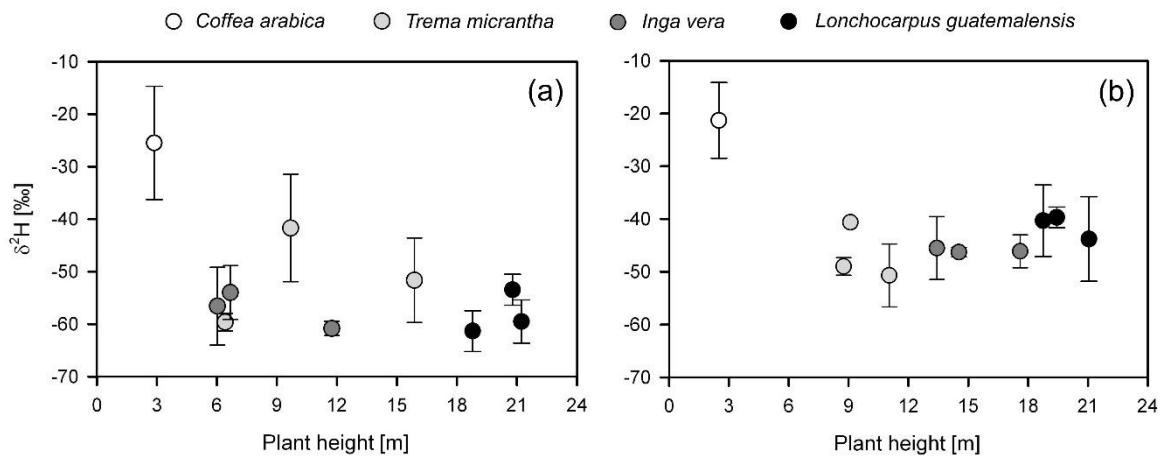 Coffea arabica Trema micrantha Inga vera Lonchocarpus guatemalensis
(a) (b)
-10 -10
-20 -20
-30 -30
-40 -40
-50 -50
-60 -60
-70 -70
δ²H [‰]
0 3 6 9 12 15 18 21 24 0 3 6 9 12 15 18 21 24
Plant height [m] Plant height [m]